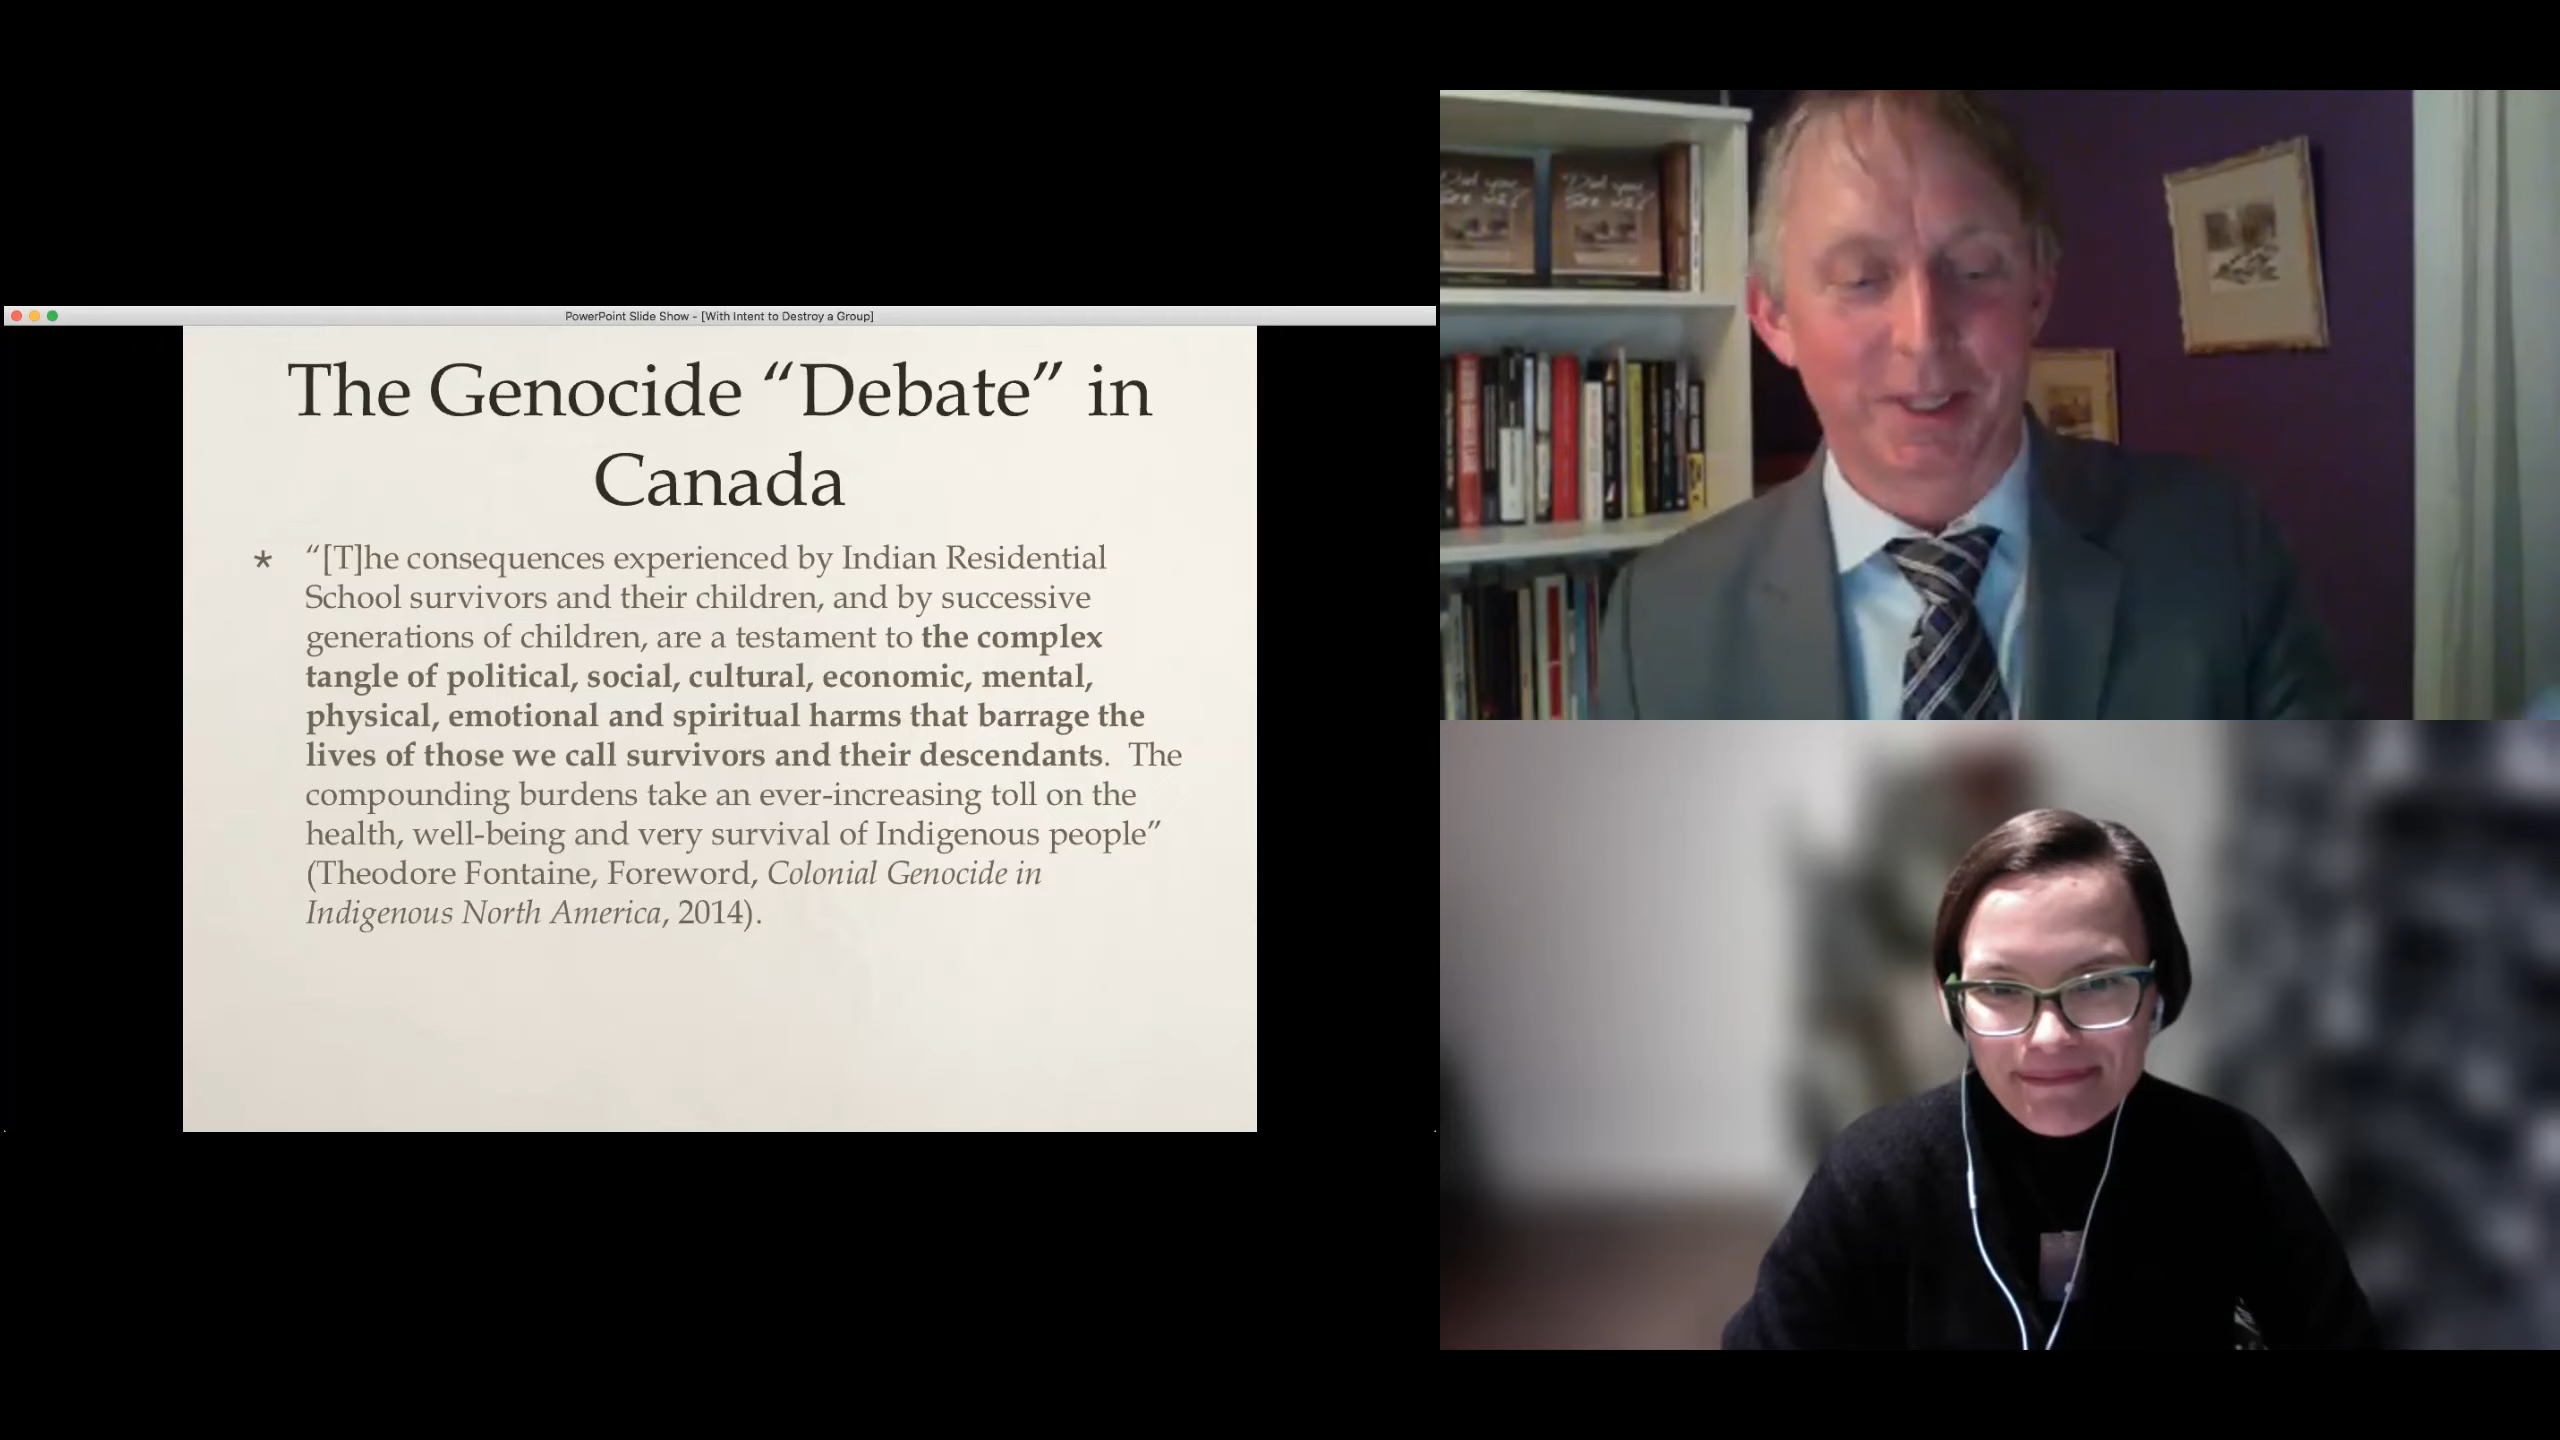 PowerPoint Slide Show - [With Intent to Destroy a Group]
The Genocide “Debate” in
Canada
* “[T]he consequences experienced by Indian Residential
School survivors and their children, and by successive
generations of children, are a testament to the complex
tangle of political, social, cultural, economic, mental,
physical, emotional and spiritual harms that barrage the
lives of those we call survivors and their descendants. The
compounding burdens take an ever-increasing toll on the
health, well-being and very survival of Indigenous people”
(Theodore Fontaine, Foreword, Colonial Genocide in
Indigenous North America, 2014).
"Did you
See Us?"